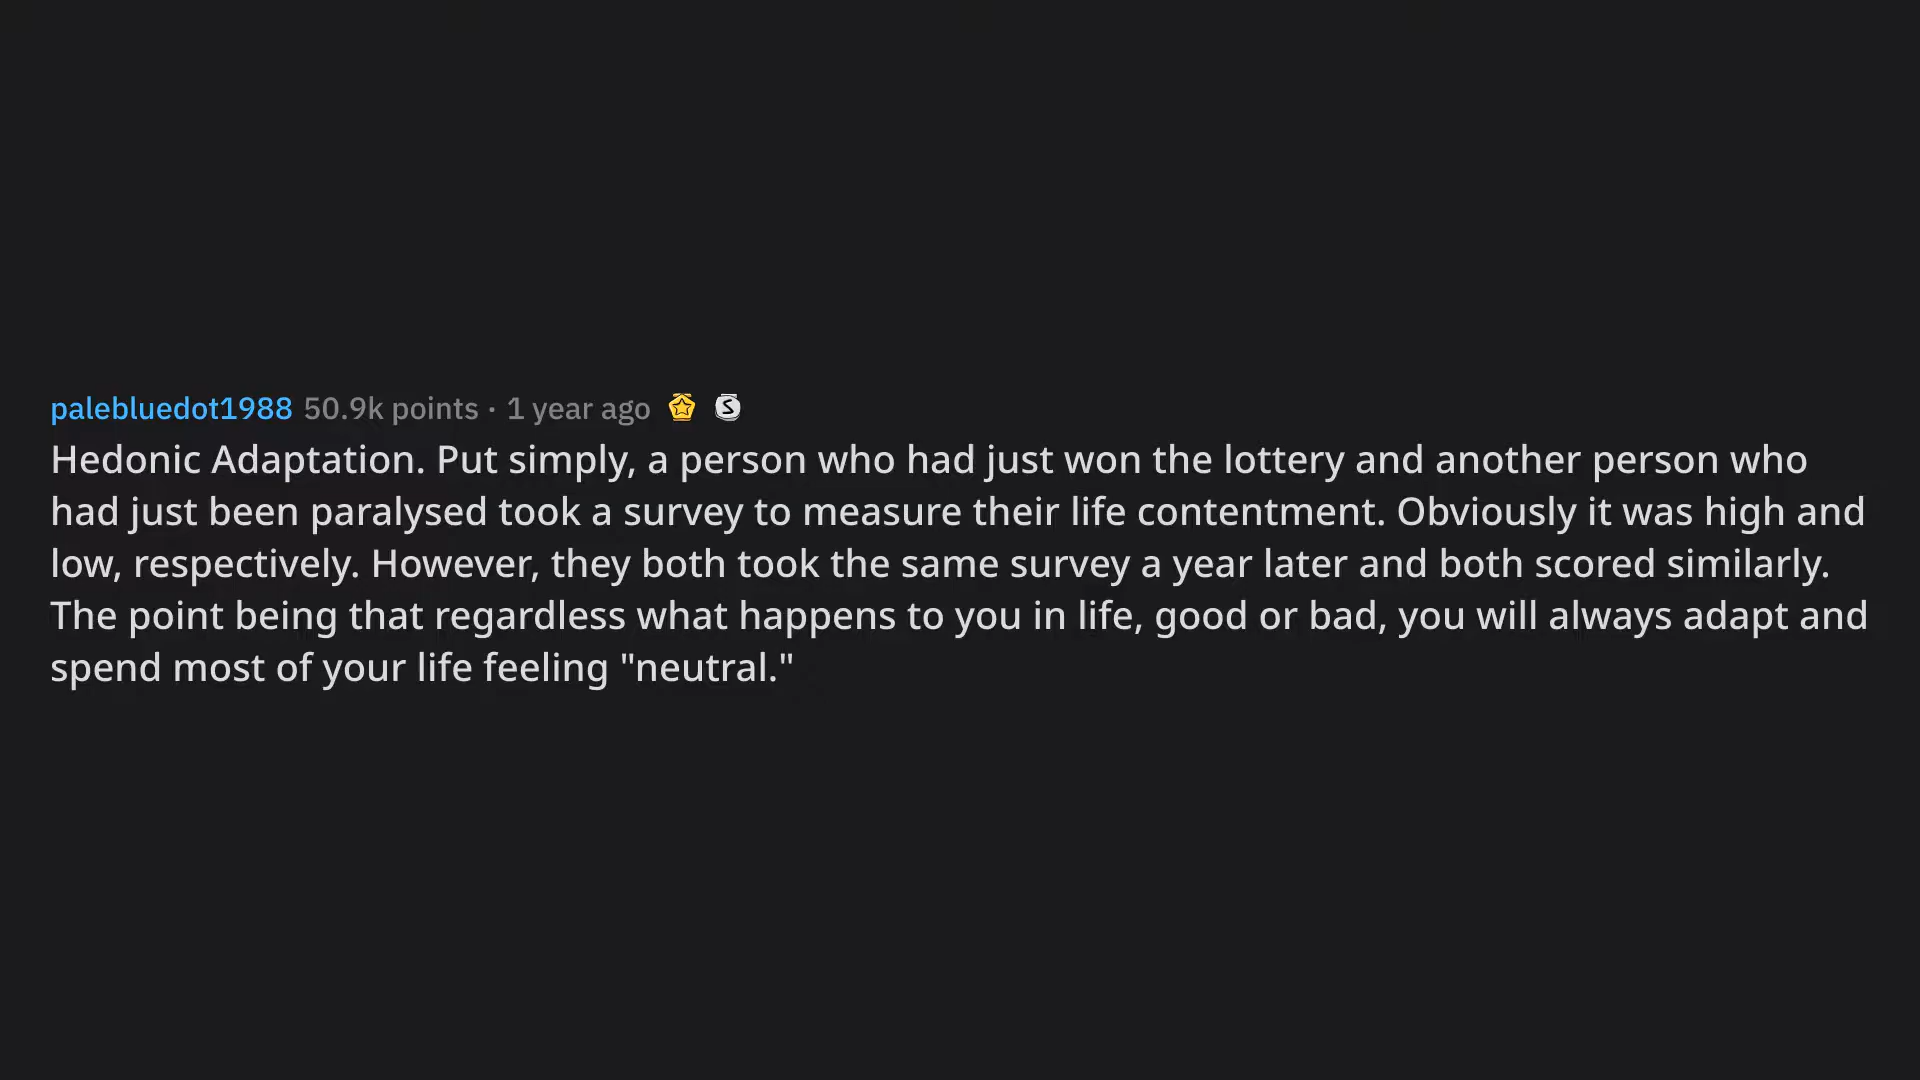 palebluedot1988 50.9k points · 1 year ago
Hedonic Adaptation. Put simply, a person who had just won the lottery and another person who
had just been paralysed took a survey to measure their life contentment. Obviously it was high and
low, respectively. However, they both took the same survey a year later and both scored similarly.
The point being that regardless what happens to you in life, good or bad, you will always adapt and
spend most of your life feeling "neutral."